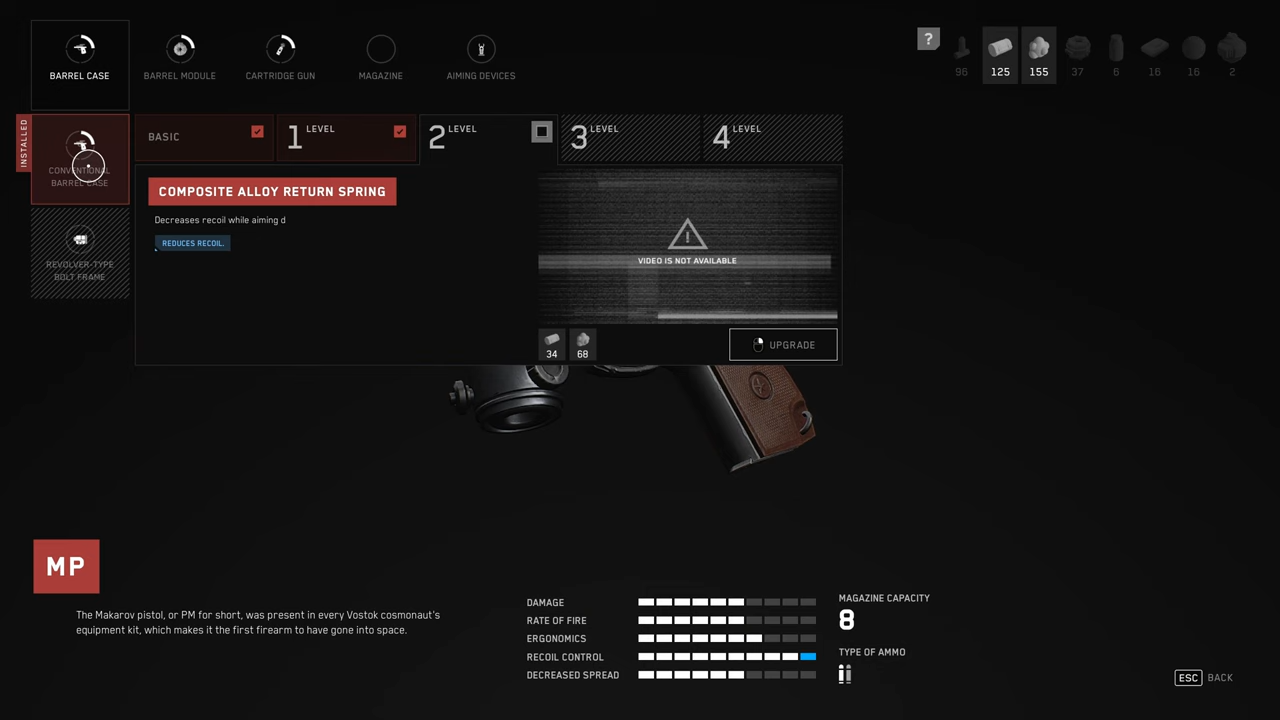 BARREL CASE
BARREL MODULE
CARTRIDGE GUN
MAGAZINE
AIMING DEVICES
?
96
125
155
37
6
16
16
2
INSTALLED
CONVENTIONAL
BARREL CASE
REVOLVER-TYPE
BOLT FRAME
BASIC
1 LEVEL
2 LEVEL
3 LEVEL
4 LEVEL
COMPOSITE ALLOY RETURN SPRING
Decreases recoil while aiming d
REDUCES RECOIL.
VIDEO IS NOT AVAILABLE
34
68
UPGRADE
MP
The Makarov pistol, or PM for short, was present in every Vostok cosmonaut's
equipment kit, which makes it the first firearm to have gone into space.
DAMAGE
RATE OF FIRE
ERGONOMICS
RECOIL CONTROL
DECREASED SPREAD
MAGAZINE CAPACITY
8
TYPE OF AMMO
ESC BACK